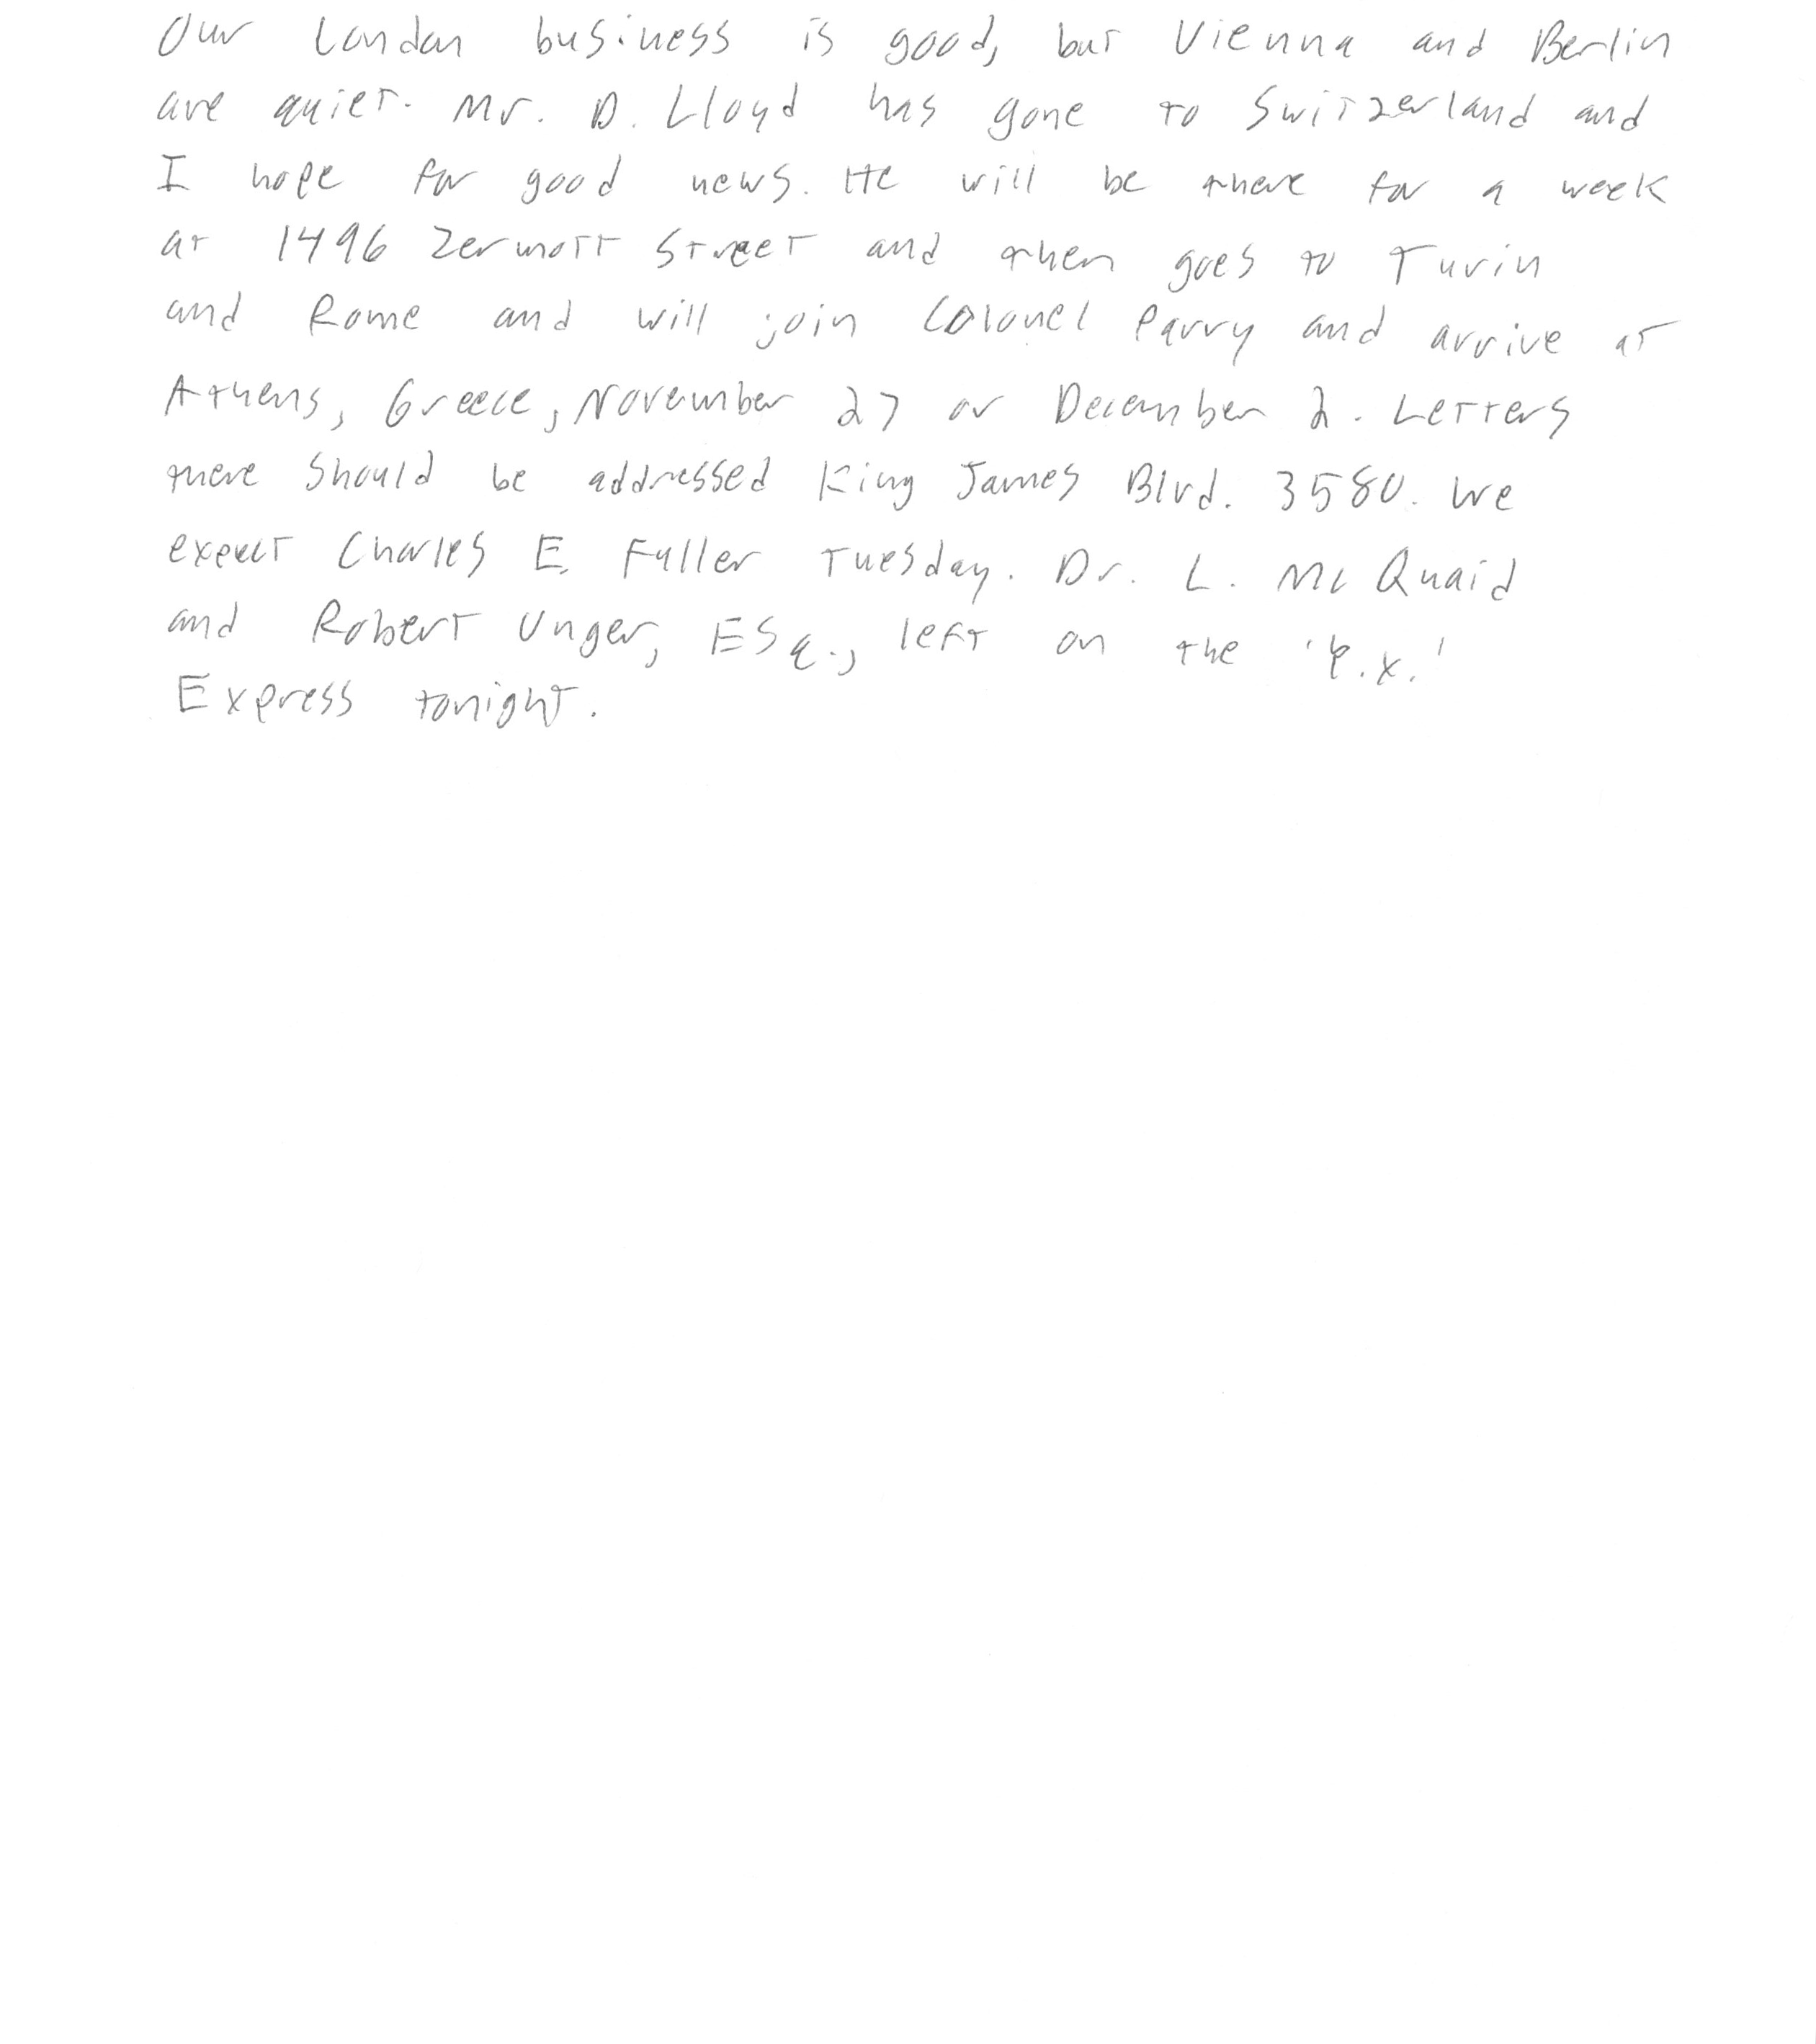 Our London business is good, but Vienna and Berlin
are quiet. Mr. D. Lloyd has gone to Switzerland and
I hope for good news. He will be there for a week
at 1496 Zermott Street and then goes to Turin
and Rome and will join Colonel Parry and arrive at
Athens, Greece, November 27 or December 2. Letters
there should be addressed King James Blvd. 3580. We
expect Charles E. Fuller Tuesday. Dr. L. Mc Quaid
and Robert Unger, Esq., left on the
Express tonight.